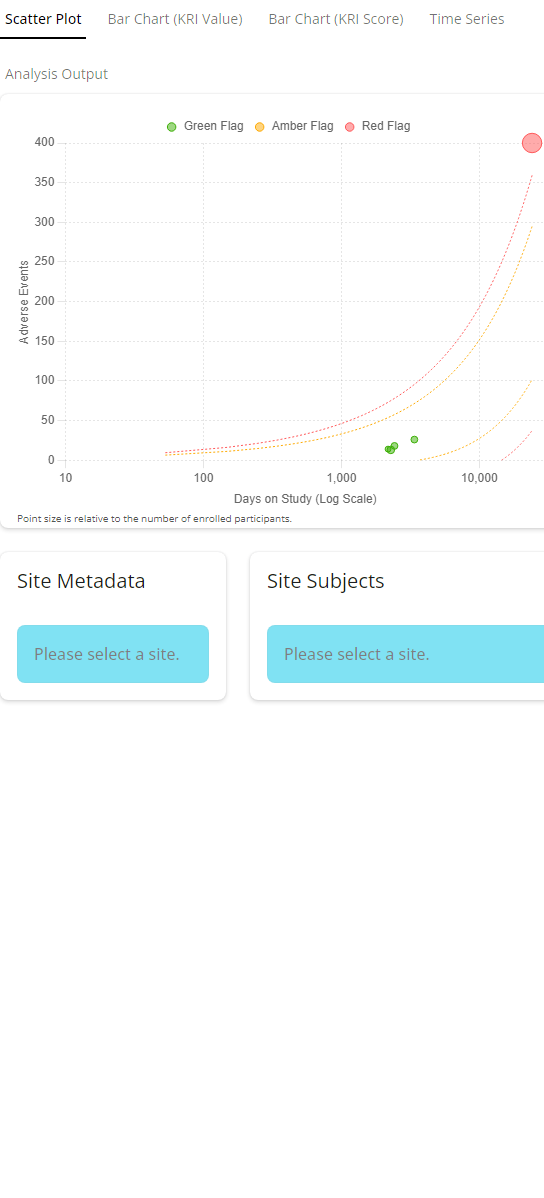 Scatter Plot Bar Chart (KRI Value) Bar Chart (KRI Score) Time Series
Analysis Output
Green Flag Amber Flag Red Flag
400
350
300
250
200
150
100
50
0
Adverse Events
10 100 1,000 10,000
Days on Study (Log Scale)
Point size is relative to the number of enrolled participants.
Site Metadata
Please select a site.
Site Subjects
Please select a site.